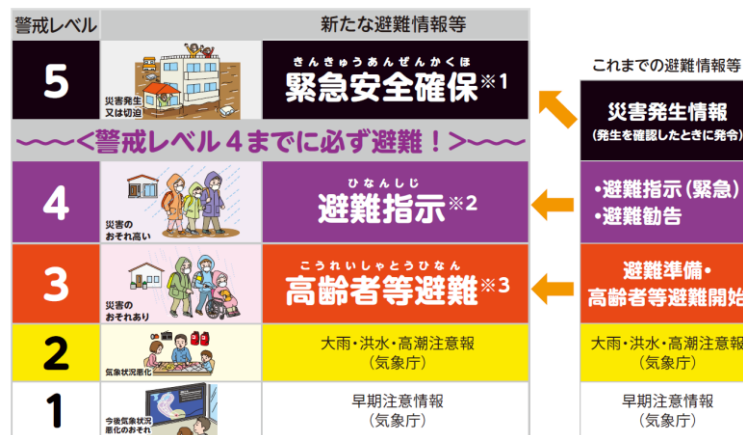 警戒レベル
新たな避難情報等
5
災害発生
又は切迫
きんきゅうあんぜんかくほ
緊急安全確保※1
〜〜〜<警戒レベル4までに必ず避難!>〜〜〜
4
災害の
おそれ高い
ひなんしじ
避難指示※2
3
災害の
おそれあり
こうれいしゃとうひなん
高齢者等避難※3
2
気象状況悪化
大雨・洪水・高潮注意報
(気象庁)
1
今後気象状況
悪化のおそれ
早期注意情報
(気象庁)
これまでの避難情報等
災害発生情報
(発生を確認したときに発令)
•避難指示(緊急)
•避難勧告
避難準備・
高齢者等避難開始
大雨・洪水・高潮注意報
(気象庁)
早期注意情報
(気象庁)